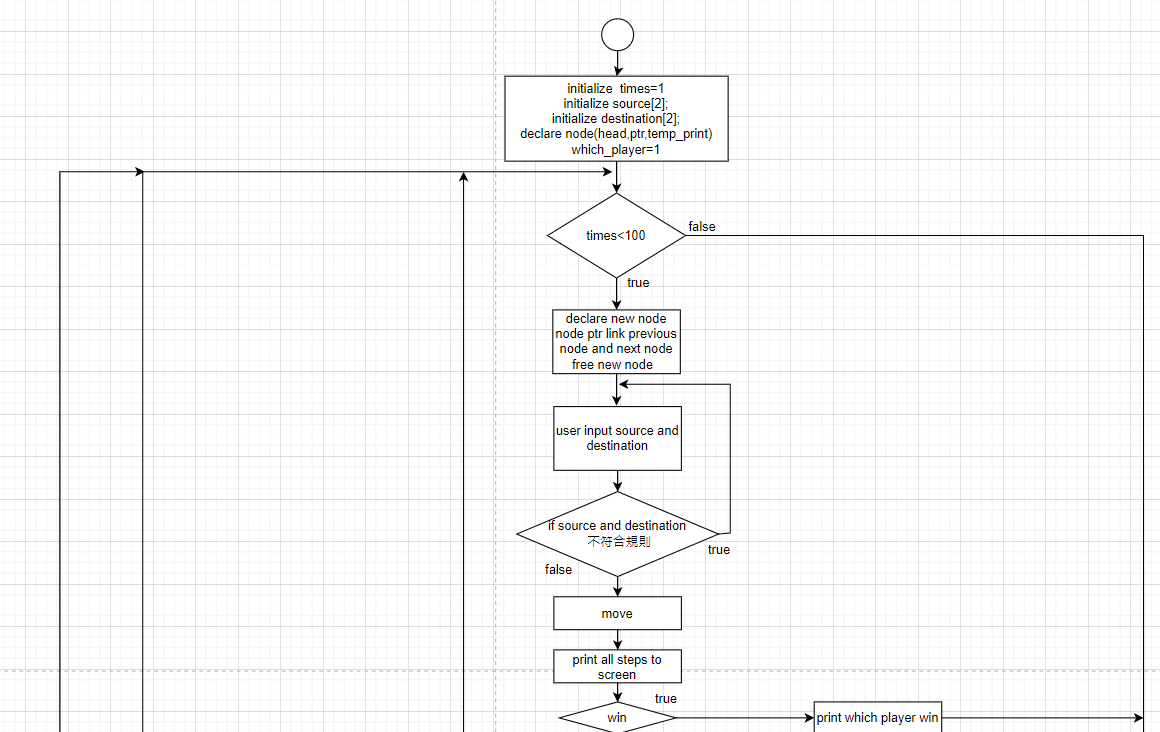 initialize times=1
initialize source[2];
initialize destination[2];
declare node(head,ptr,temp_print)
which_player=1
times<100
false
true
declare new node
node ptr link previous
node and next node
free new node
user input source and
destination
if source and destination
不符合規則
true
false
move
print all steps to
screen
true
win
print which player win